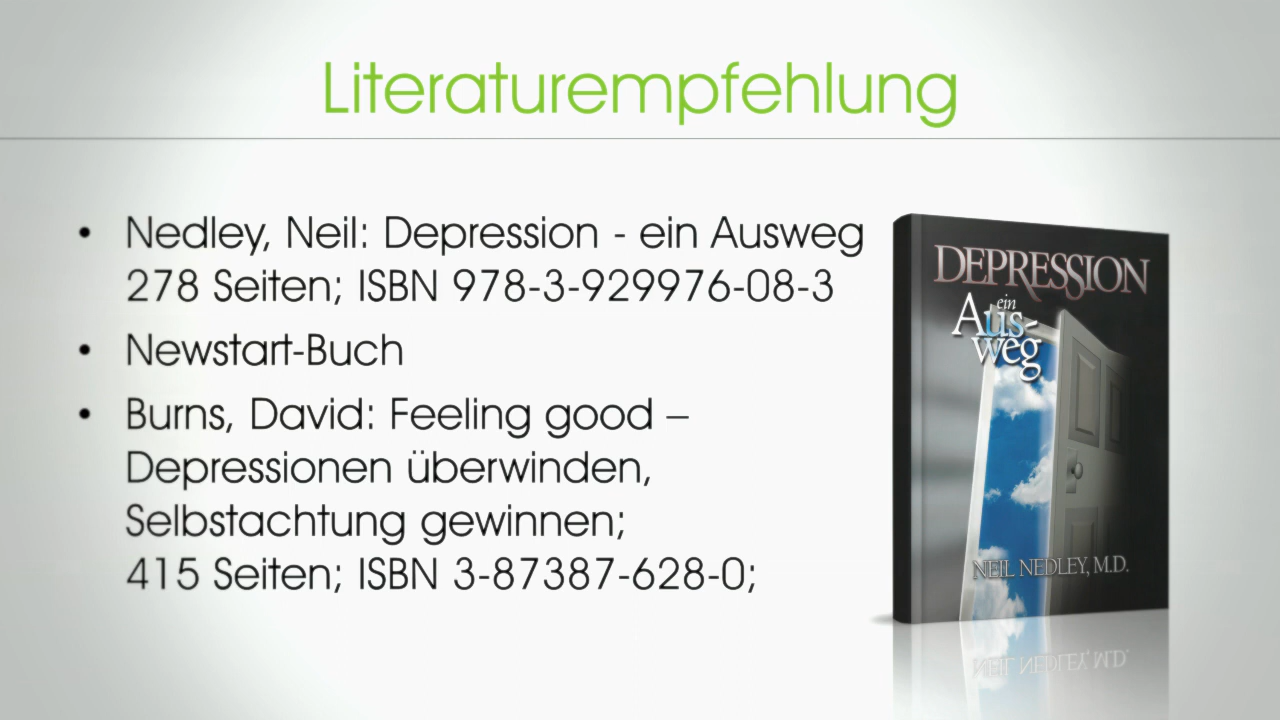 Literaturempfehlung
• Nedley, Neil: Depression - ein Ausweg
278 Seiten; ISBN 978-3-929976-08-3
• Newstart-Buch
• Burns, David: Feeling good –
Depressionen überwinden,
Selbstachtung gewinnen;
415 Seiten; ISBN 3-87387-628-0;
DEPRESSION
ein
Aus-
weg
NEIL NEDLEY, M.D.